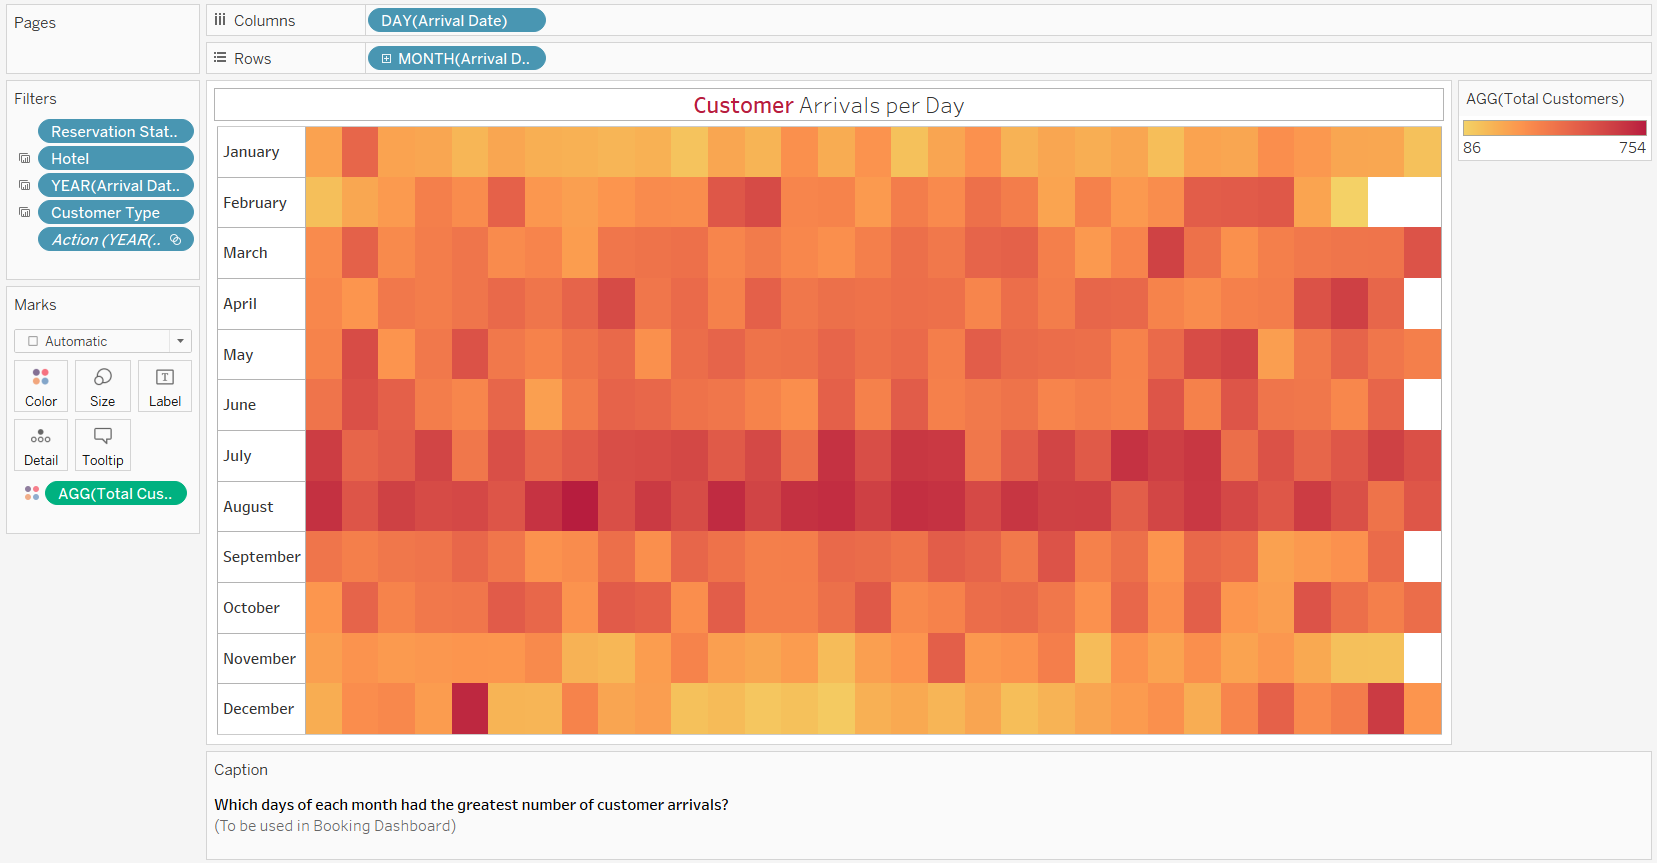 Pages
Columns
DAY(Arrival Date)
Rows
MONTH(Arrival D..
Filters
Reservation Stat..
Hotel
YEAR(Arrival Dat..
Customer Type
Action (YEAR(..
Marks
Automatic
Color
Size
T
Label
Detail
Tooltip
AGG(Total Cus..
Customer Arrivals per Day
January
February
March
April
May
June
July
August
September
October
November
December
AGG(Total Customers)
86 754
Caption
Which days of each month had the greatest number of customer arrivals?
(To be used in Booking Dashboard)